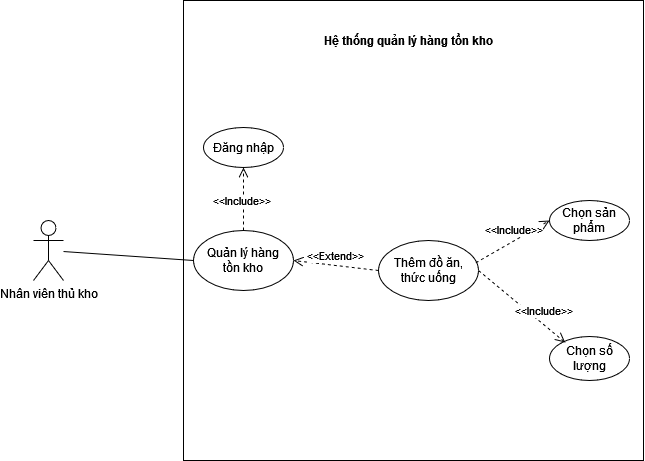 Hệ thống quản lý hàng tồn kho
Đăng nhập
<<Include>>
Quản lý hàng
tồn kho
<<Extend>>
Thêm đồ ăn,
thức uống
<<Include>>
Chọn sản
phẩm
<<Include>>
Chọn số
lượng
Nhân viên thủ kho